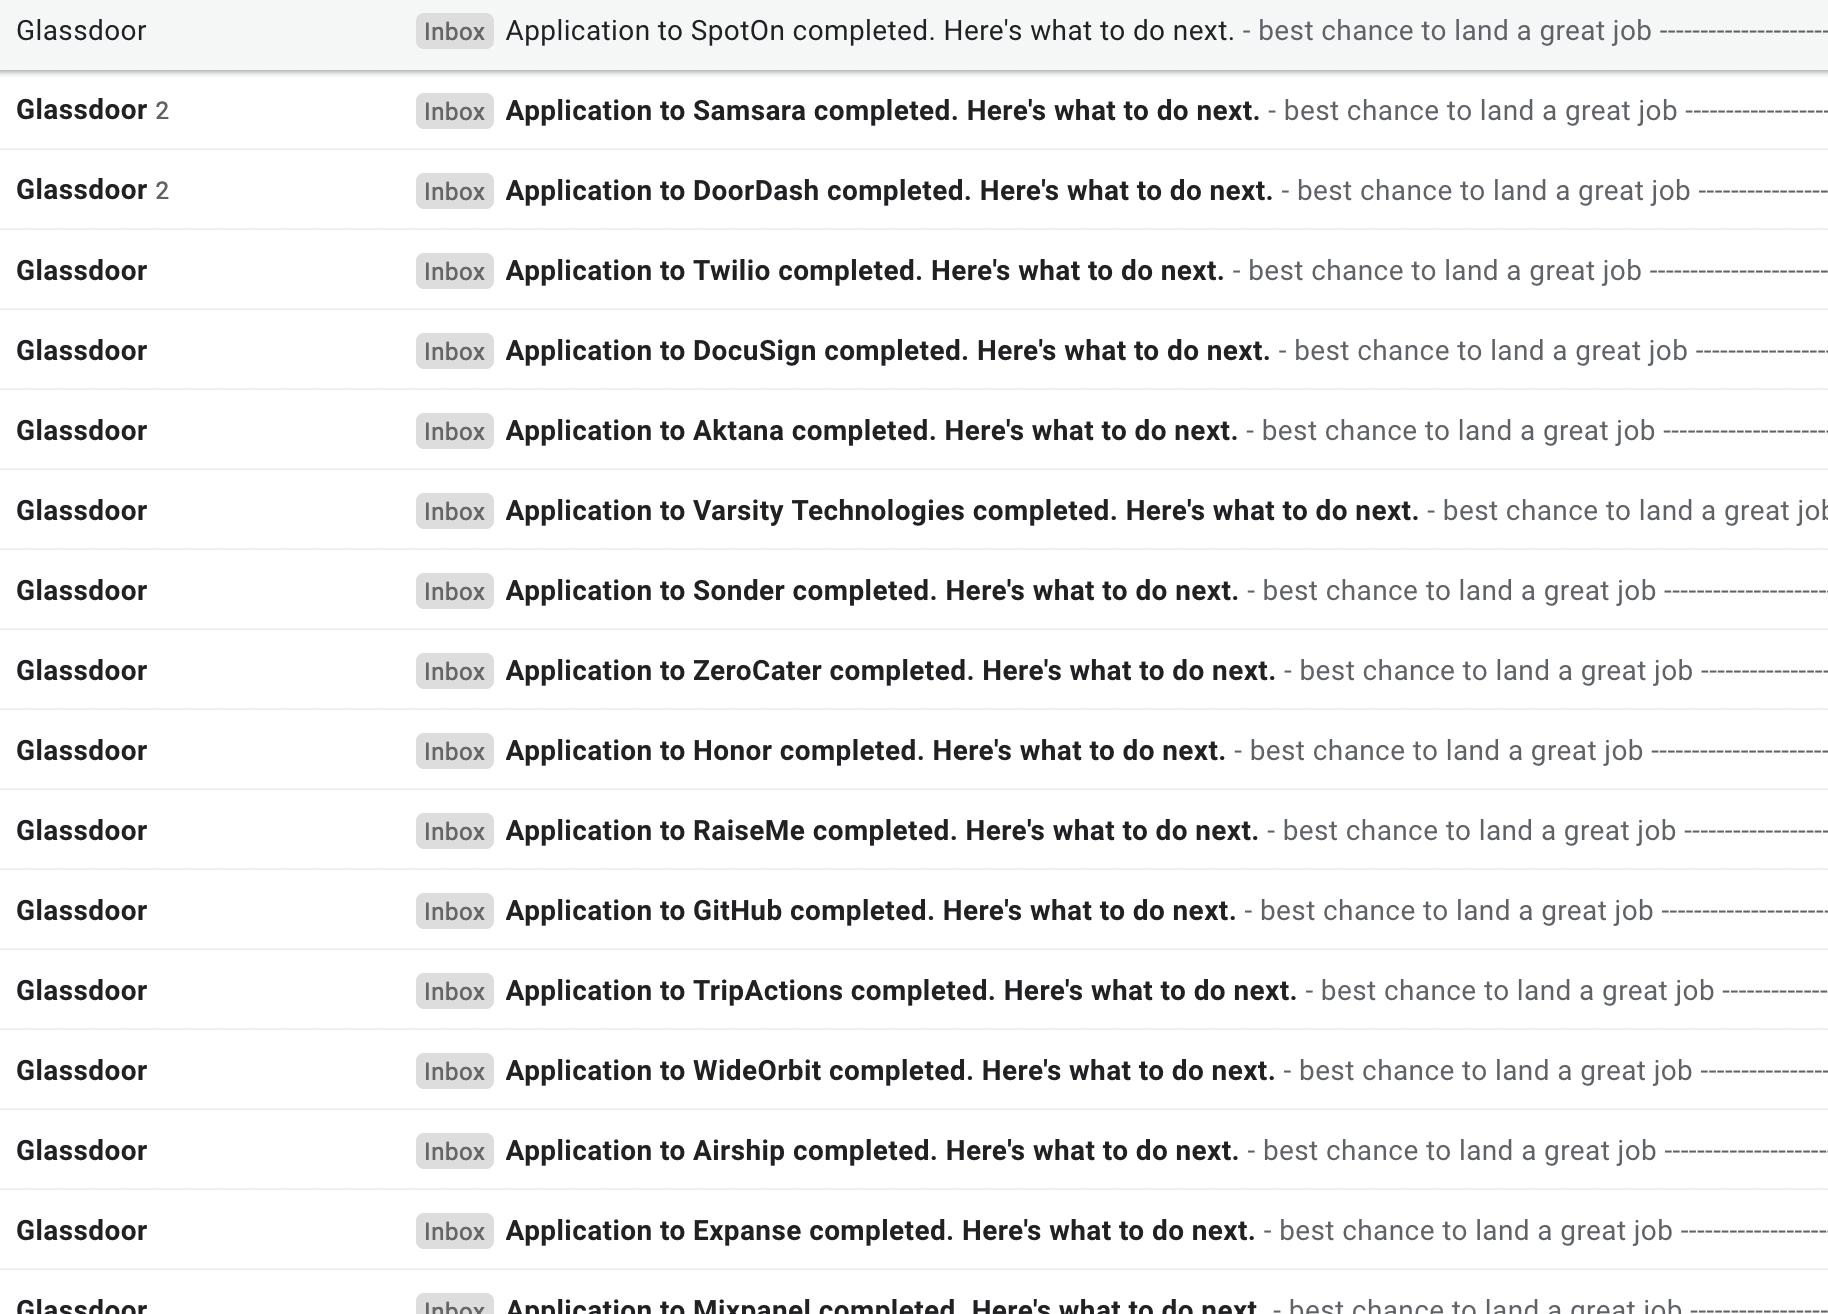 Glassdoor Inbox Application to SpotOn completed. Here's what to do next. - best chance to land a great job --------------------
Glassdoor 2 Inbox Application to Samsara completed. Here's what to do next. - best chance to land a great job -----------------
Glassdoor 2 Inbox Application to DoorDash completed. Here's what to do next. - best chance to land a great job ---------------
Glassdoor Inbox Application to Twilio completed. Here's what to do next. - best chance to land a great job ---------------------
Glassdoor Inbox Application to DocuSign completed. Here's what to do next. - best chance to land a great job ---------------
Glassdoor Inbox Application to Aktana completed. Here's what to do next. - best chance to land a great job -------------------
Glassdoor Inbox Application to Varsity Technologies completed. Here's what to do next. - best chance to land a great job
Glassdoor Inbox Application to Sonder completed. Here's what to do next. - best chance to land a great job -------------------
Glassdoor Inbox Application to ZeroCater completed. Here's what to do next. - best chance to land a great job ---------------
Glassdoor Inbox Application to Honor completed. Here's what to do next. - best chance to land a great job ---------------------
Glassdoor Inbox Application to RaiseMe completed. Here's what to do next. - best chance to land a great job -----------------
Glassdoor Inbox Application to GitHub completed. Here's what to do next. - best chance to land a great job --------------------
Glassdoor Inbox Application to TripActions completed. Here's what to do next. - best chance to land a great job ------------
Glassdoor Inbox Application to WideOrbit completed. Here's what to do next. - best chance to land a great job ---------------
Glassdoor Inbox Application to Airship completed. Here's what to do next. - best chance to land a great job -------------------
Glassdoor Inbox Application to Expanse completed. Here's what to do next. - best chance to land a great job -----------------
Glassdoor Inbox Application to Mixpanel completed. Here's what to do next. - best chance to land a great job ----------------